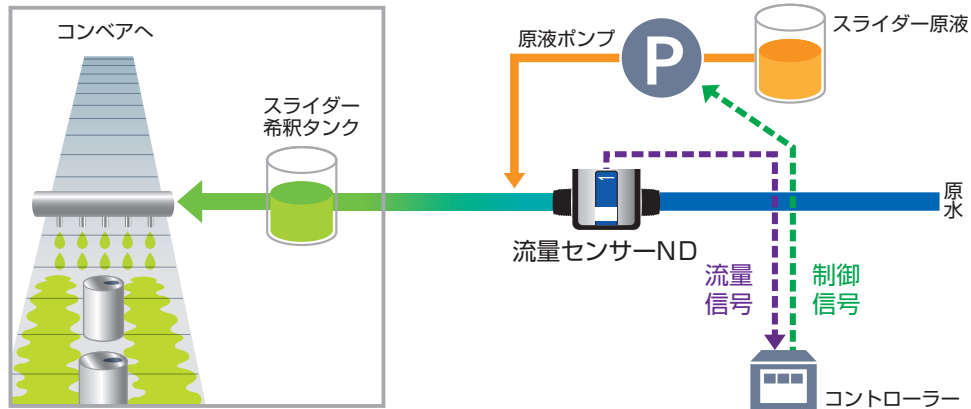 コンベアへ
スライダー
希釈タンク
原液ポンプ
P
スライダー原液
流量センサーND
原
水
流量
信号
制御
信号
コントローラー